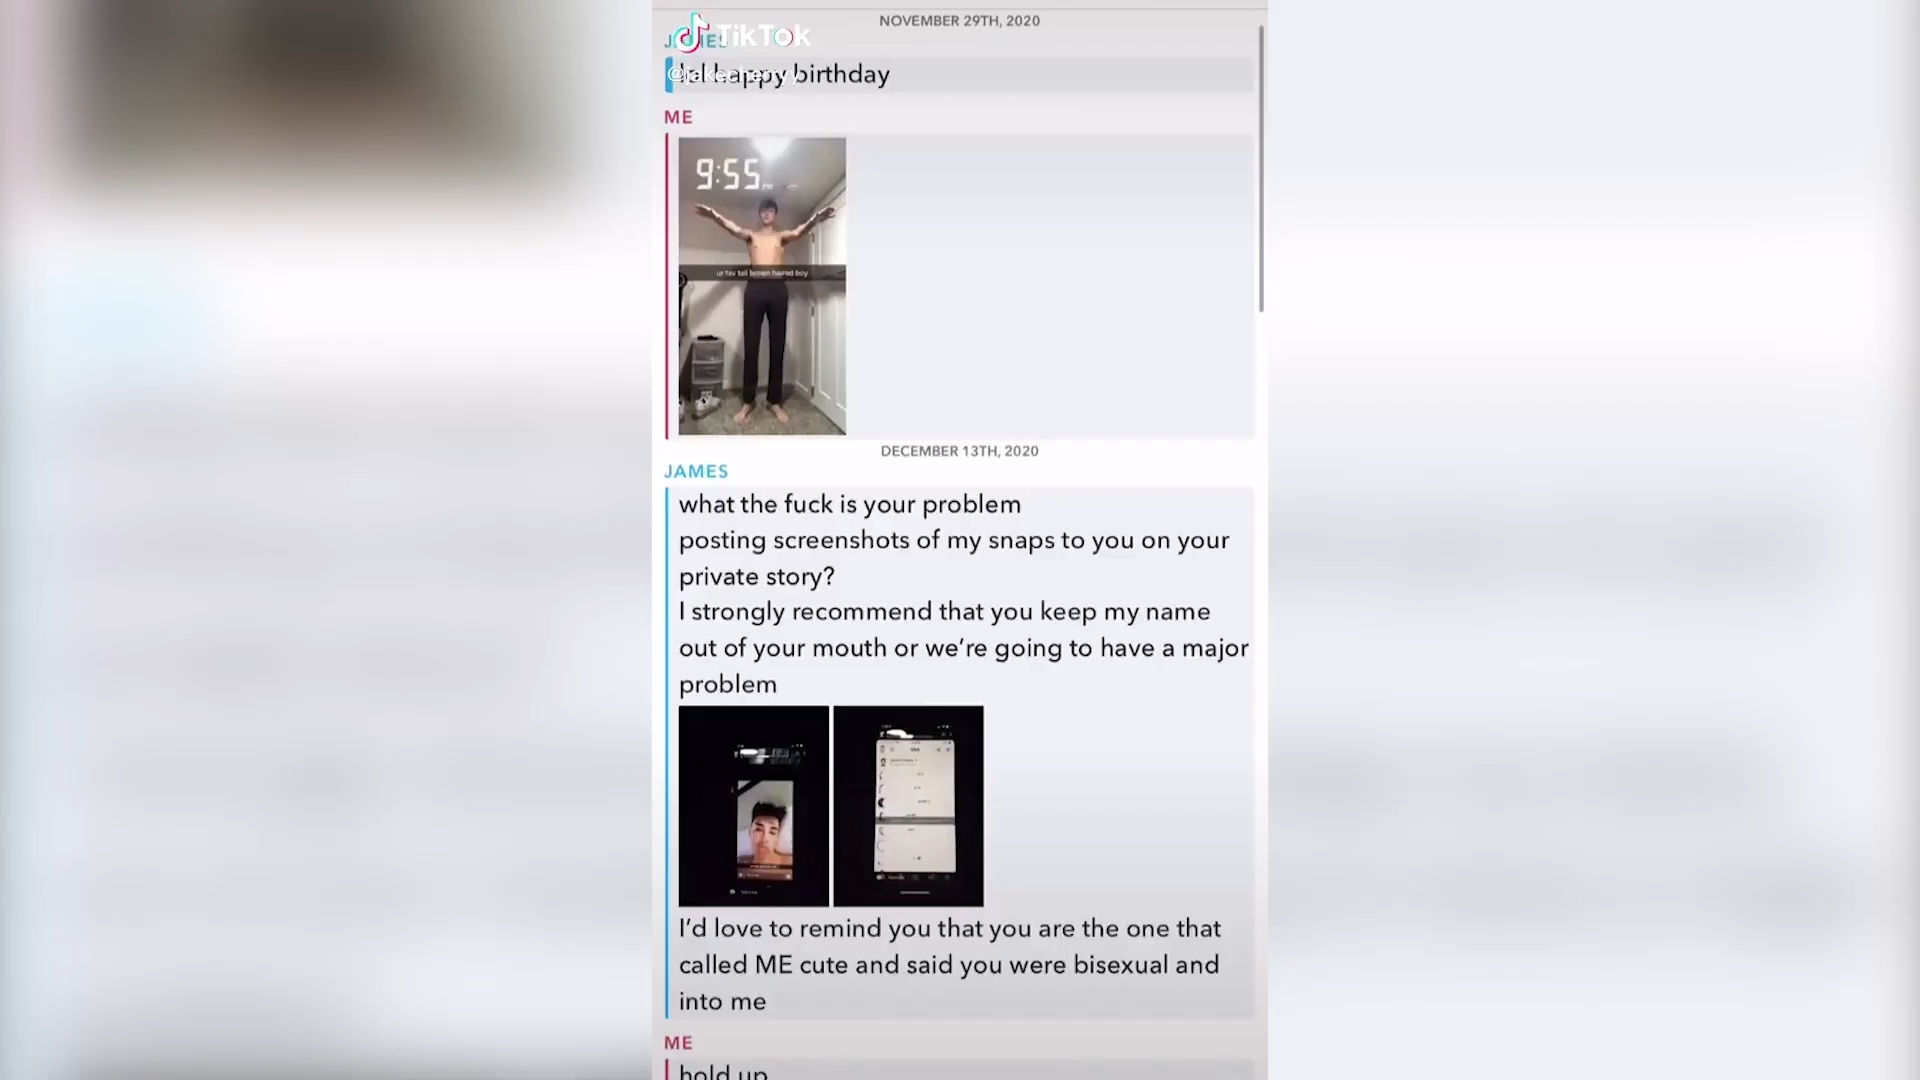 NOVEMBER 29TH, 2020
TikTok
lol happy birthday
ME
9:55
PM
ur fav tall brown haired boy
DECEMBER 13TH, 2020
JAMES
what the fuck is your problem
posting screenshots of my snaps to you on your
private story?
I strongly recommend that you keep my name
out of your mouth or we're going to have a major
problem
I'd love to remind you that you are the one that
called ME cute and said you were bisexual and
into me
ME
hold up